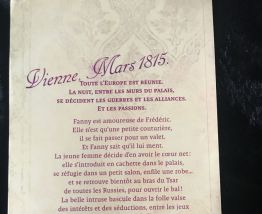 Vienne, Mars 1815.
TOUTE L'EUROPE EST RÉUNIE.
LA NUIT, ENTRE LES MURS DU PALAIS,
SE DÉCIDENT LES GUERRES ET LES ALLIANCES.
ET LES PASSIONS.
Fanny est amoureuse de Frédéric.
Elle n'est qu'une petite couturière,
il se fait passer pour un valet.
Et Fanny sait qu'il lui ment.
La jeune femme décide d'en avoir le cœur net :
elle s'introduit en cachette dans le palais,
se réfugie dans un petit salon, enfile une robe...
et se retrouve bientôt au bras du Tsar
de toutes les Russies, pour ouvrir le bal !
La belle intruse bascule dans la folle valse
des intérêts et des séductions, entre les jeux